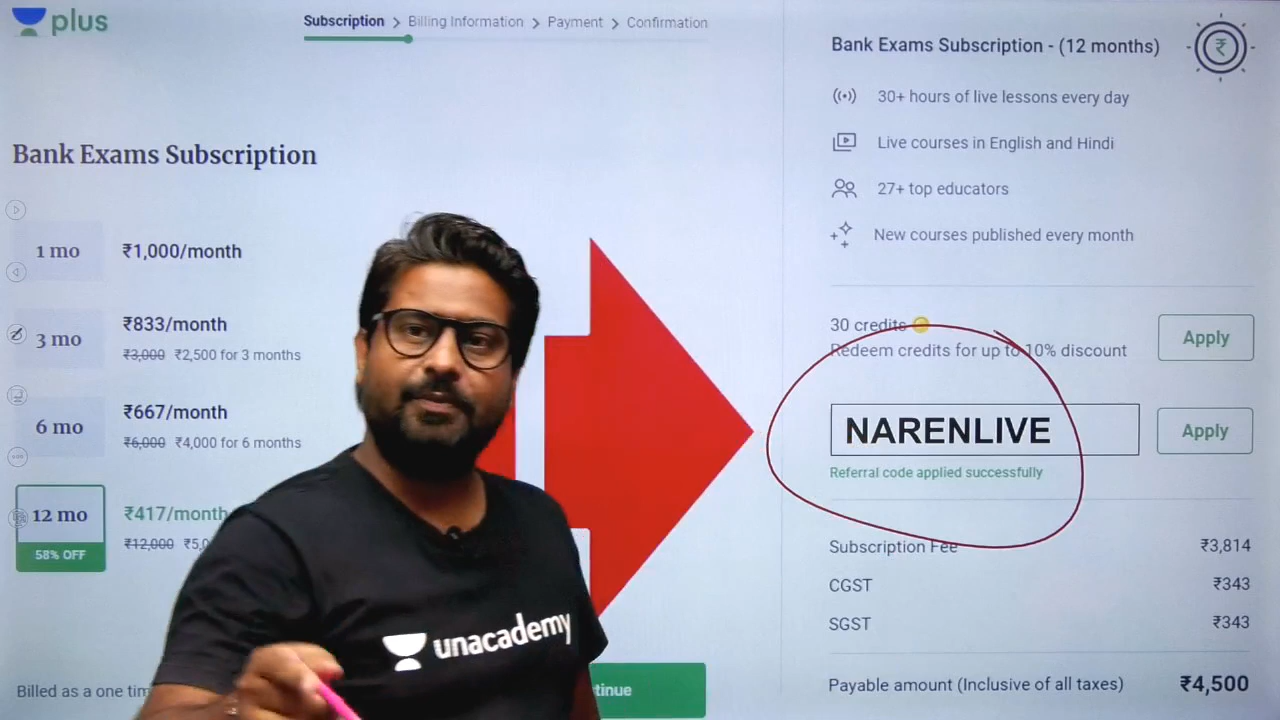 plus
Subscription > Billing Information > Payment > Confirmation
Bank Exams Subscription
1 mo ₹1,000/month
3 mo ₹833/month
₹3,000 ₹2,500 for 3 months
6 mo ₹667/month
₹6,000 ₹4,000 for 6 months
12 mo ₹417/month
₹12,000
58% OFF
Billed as a one
unacademy
Bank Exams Subscription - (12 months)
₹
30+ hours of live lessons every day
Live courses in English and Hindi
27+ top educators
New courses published every month
30 credits
Redeem credits for up to 10% discount
Apply
NARENLIVE
Apply
Referral code applied successfully
Subscription Fee ₹3,814
CGST ₹343
SGST ₹343
Payable amount (Inclusive of all taxes) ₹4,500